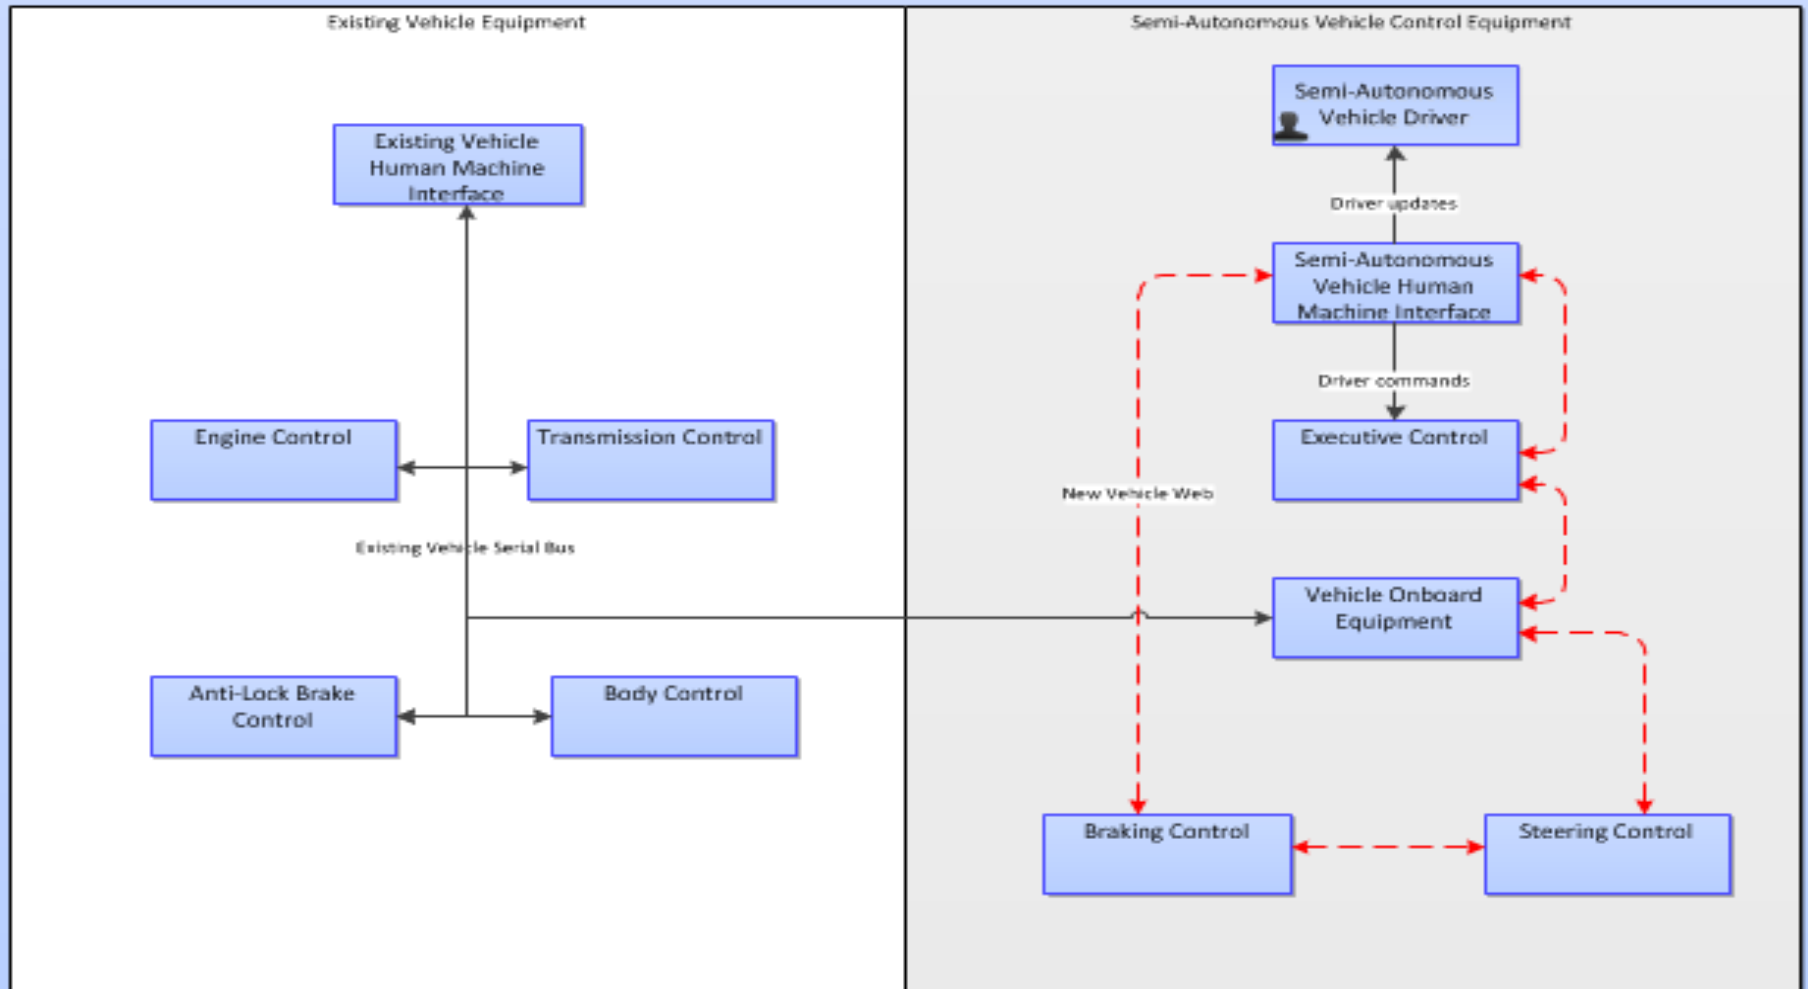 Existing Vehicle Equipment
Semi-Autonomous Vehicle Control Equipment
Existing Vehicle
Human Machine
Interface
Engine Control
Transmission Control
Existing Vehicle Serial Bus
Anti-Lock Brake
Control
Body Control
Semi-Autonomous
Vehicle Driver
Driver updates
Semi-Autonomous
Vehicle Human
Machine Interface
Driver commands
Executive Control
New Vehicle Web
Vehicle Onboard
Equipment
Braking Control
Steering Control